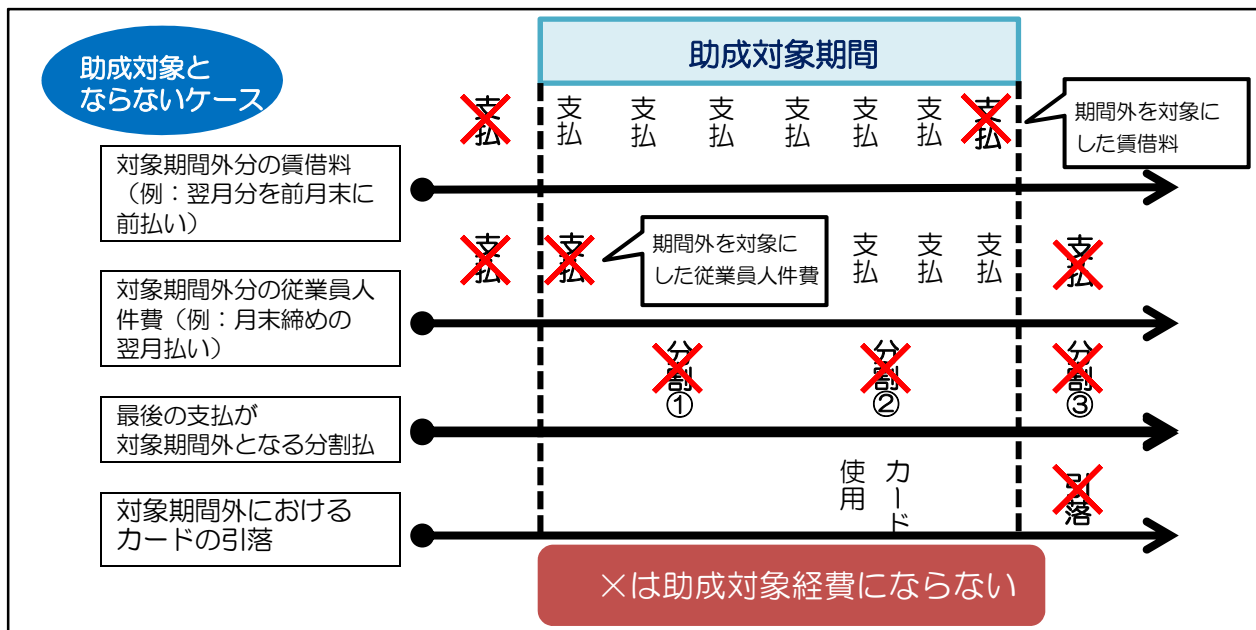 助成対象と
ならないケース
助成対象期間
支払
支払
支払
支払
支払
支払
支払
支払
期間外を対象に
した賃借料
対象期間外分の賃借料
（例：翌月分を前月末に
前払い）
支払
支払
期間外を対象に
した従業員人件費
支払
支払
支払
支払
対象期間外分の従業員人
件費（例：月末締めの
翌月払い）
分割①
分割②
分割③
最後の支払が
対象期間外となる分割払
カード
使用
引落
対象期間外における
カードの引落
×は助成対象経費にならない